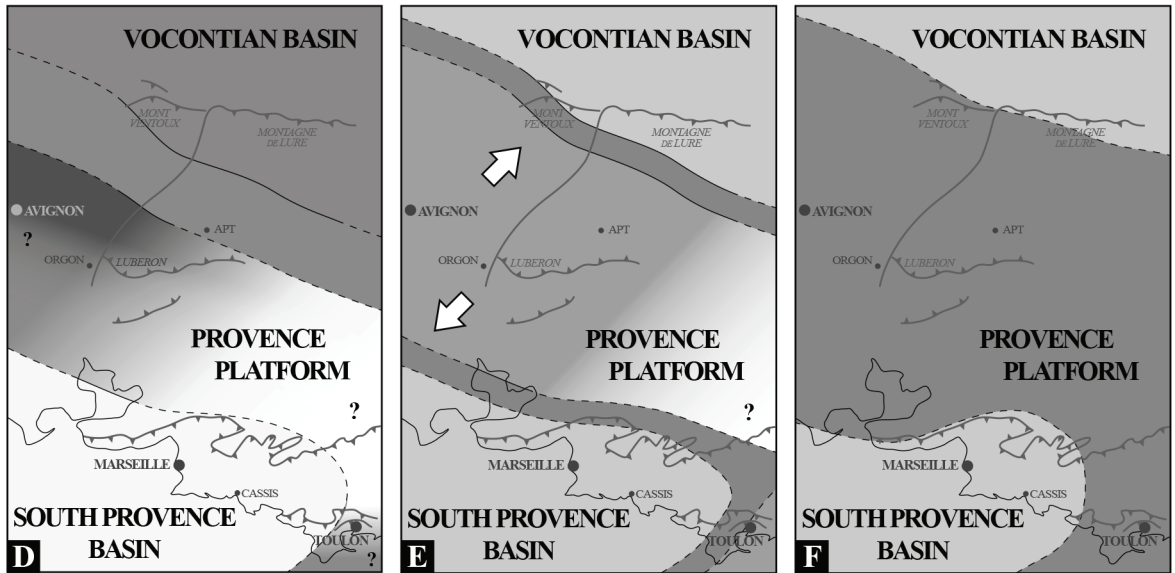 VOCONTIAN BASIN
MONT
VENTOUX
MONTAGNE
DE LURE
AVIGNON
?
APT
ORGON
LUBERON
PROVENCE
PLATFORM
?
MARSEILLE
CASSIS
SOUTH PROVENCE
BASIN
TOULON
?
D
VOCONTIAN BASIN
MONT
VENTOUX
MONTAGNE
DE LURE
AVIGNON
APT
ORGON
LUBERON
PROVENCE
PLATFORM
?
MARSEILLE
CASSIS
SOUTH PROVENCE
BASIN
TOULON
E
VOCONTIAN BASIN
MONT
VENTOUX
MONTAGNE
DE LURE
AVIGNON
APT
ORGON
LUBERON
PROVENCE
PLATFORM
MARSEILLE
CASSIS
SOUTH PROVENCE
BASIN
TOULON
F